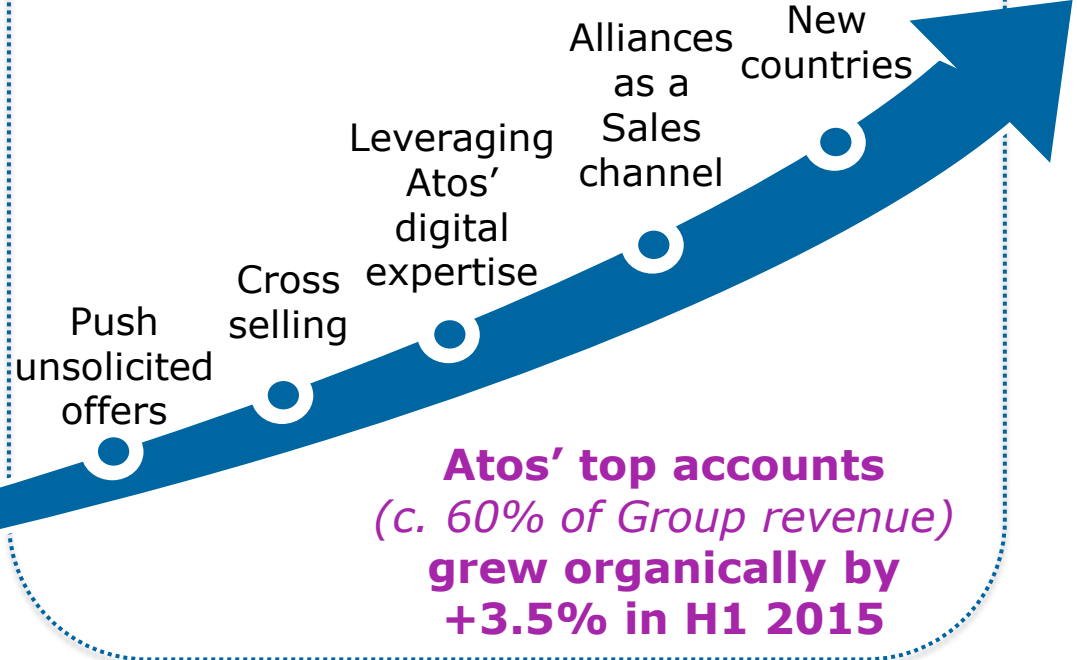 Push
unsolicited
offers
Cross
selling
Leveraging
Atos’
digital
expertise
Alliances
as a
Sales
channel
New
countries
Atos’ top accounts
(c. 60% of Group revenue)
grew organically by
+3.5% in H1 2015